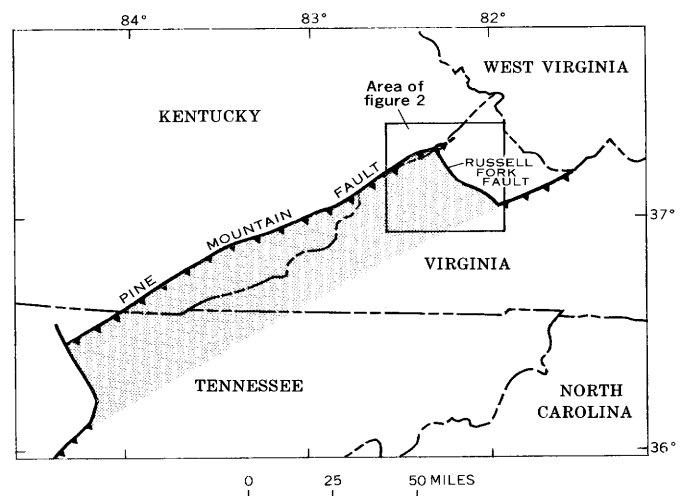 84° 83° 82°
WEST VIRGINIA
Area of
figure 2
KENTUCKY
RUSSELL
FORK
FAULT
PINE MOUNTAIN FAULT
37°
VIRGINIA
TENNESSEE
NORTH
CAROLINA
36°
0 25 50 MILES